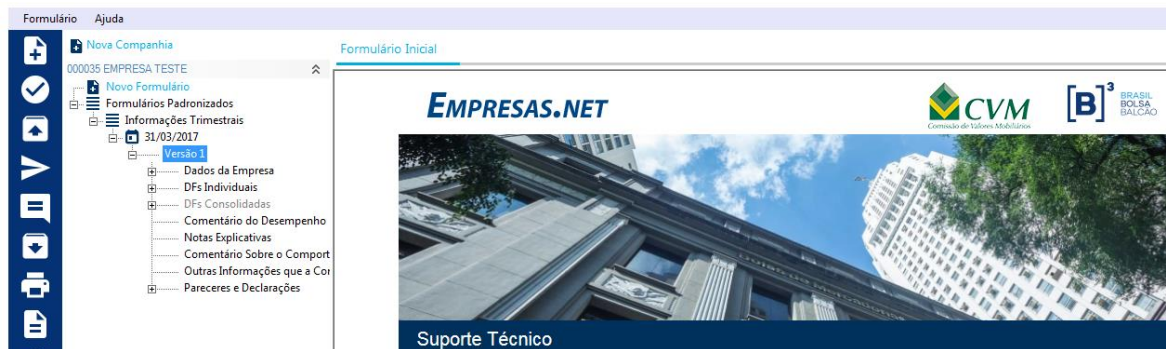 Formulário Ajuda
Nova Companhia
000035 EMPRESA TESTE
Novo Formulário
Formulários Padronizados
Informações Trimestrais
31/03/2017
Versão 1
Dados da Empresa
DFs Individuais
DFs Consolidadas
Comentário do Desempenho
Notas Explicativas
Comentário Sobre o Comport
Outras Informações que a Cor
Pareceres e Declarações
Formulário Inicial
EMPRESAS.NET
CVM
Comissão de Valores Mobiliários
[B]³
BRASIL
BOLSA
BALCÃO
Suporte Técnico